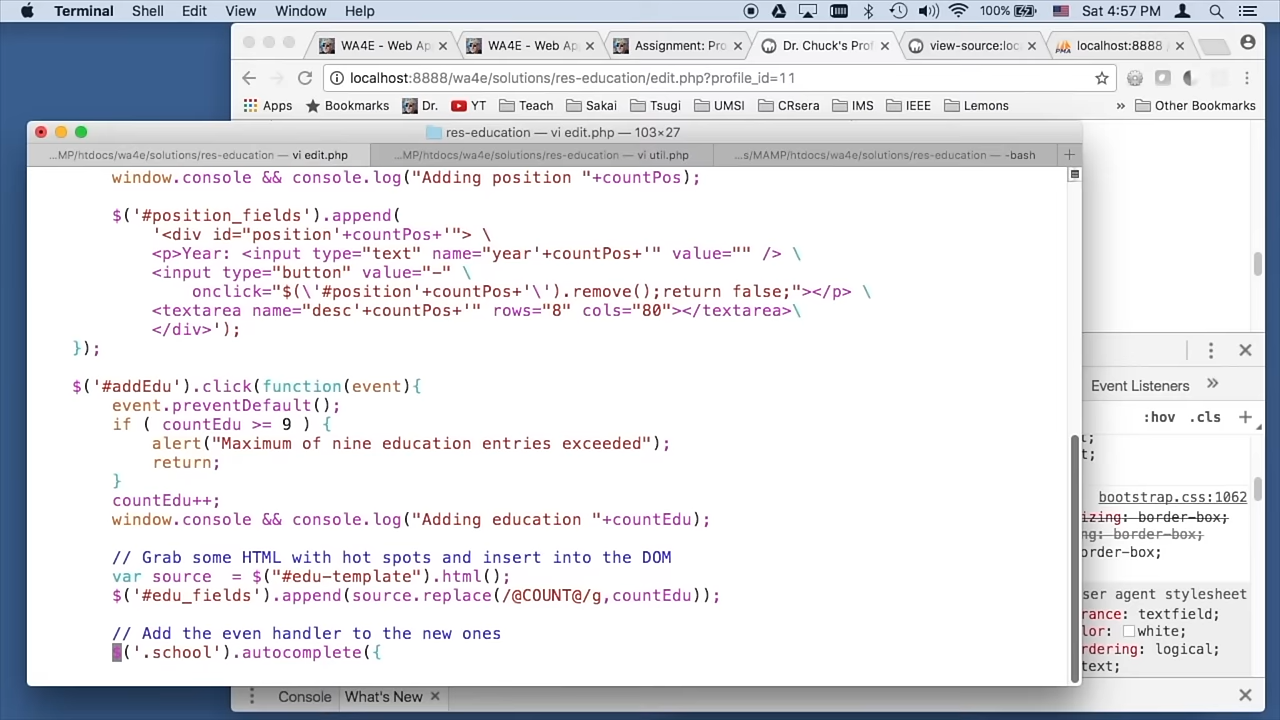 Terminal Shell Edit View Window Help 100% Sat 4:57 PM
WA4E - Web Ap WA4E - Web Ap Assignment: Pro Dr. Chuck's Prof view-source:loc localhost:8888
localhost:8888/wa4e/solutions/res-education/edit.php?profile_id=11
Apps Bookmarks Dr. YT Teach Sakai Tsugi UMSI CRsera IMS IEEE Lemons » Other Bookmarks
res-education — vi edit.php — 103×27
...MP/htdocs/wa4e/solutions/res-education — vi edit.php ...MP/htdocs/wa4e/solutions/res-education — vi util.php ...s/MAMP/htdocs/wa4e/solutions/res-education — -bash +
window.console && console.log("Adding position "+countPos);
$('#position_fields').append(
'<div id="position'+countPos+'"> \
<p>Year: <input type="text" name="year'+countPos+'" value="" /> \
<input type="button" value="-" \
onclick="$(\'#position'+countPos+'\').remove();return false;"></p> \
<textarea name="desc'+countPos+'" rows="8" cols="80"></textarea>\
</div>');
});
$('#addEdu').click(function(event){
event.preventDefault();
if ( countEdu >= 9 ) {
alert("Maximum of nine education entries exceeded");
return;
}
countEdu++;
window.console && console.log("Adding education "+countEdu);
// Grab some HTML with hot spots and insert into the DOM
var source  = $("#edu-template").html();
$('#edu_fields').append(source.replace(/@COUNT@/g,countEdu));
// Add the even handler to the new ones
$('.school').autocomplete({
Event Listeners »
:hov .cls +
t;
bootstrap.css:1062
izing: border-box;
ng: border-box;
order-box;
ser agent stylesheet
rance: textfield;
lor: white;
rdering: logical;
text;
Console What's New